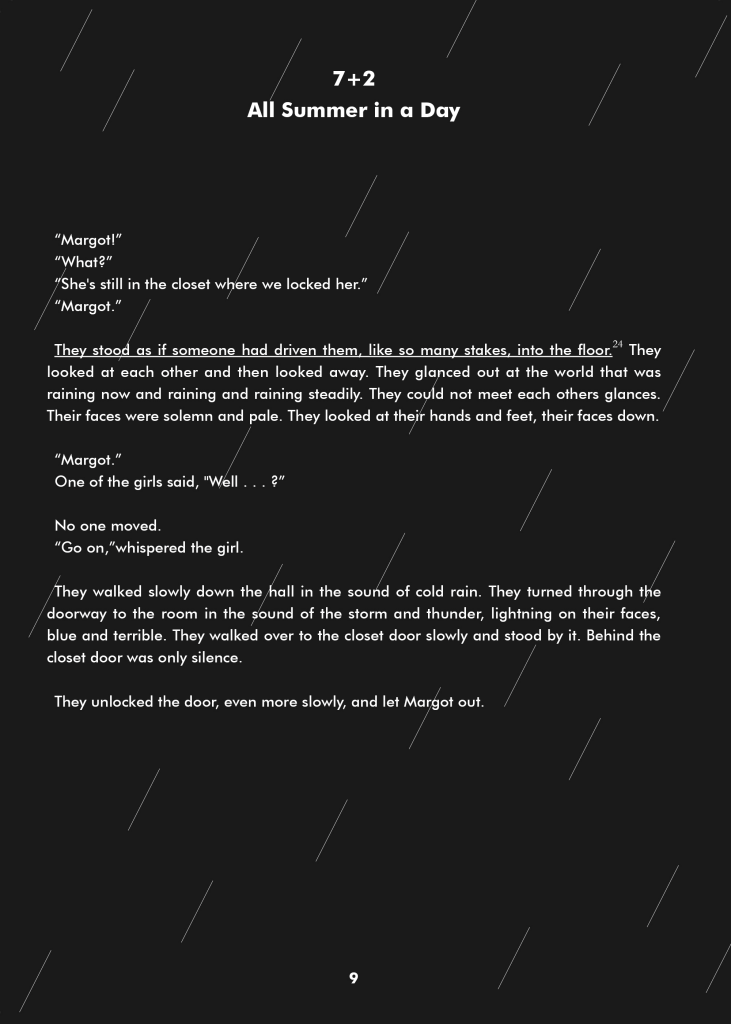 7+2
All Summer in a Day
“Margot!”
“What?”
“She's still in the closet where we locked her.”
“Margot.”
They stood as if someone had driven them, like so many stakes, into the floor.24 They
looked at each other and then looked away. They glanced out at the world that was
raining now and raining and raining steadily. They could not meet each others glances.
Their faces were solemn and pale. They looked at their hands and feet, their faces down.
“Margot.”
One of the girls said, "Well . . . ?”
No one moved.
“Go on,”whispered the girl.
They walked slowly down the hall in the sound of cold rain. They turned through the
doorway to the room in the sound of the storm and thunder, lightning on their faces,
blue and terrible. They walked over to the closet door slowly and stood by it. Behind the
closet door was only silence.
They unlocked the door, even more slowly, and let Margot out.
9